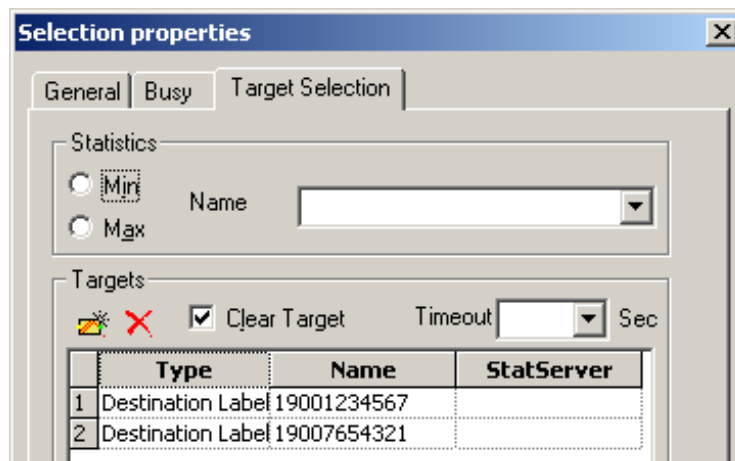 Selection properties
General Busy Target Selection
Statistics
Min
Name
Max
Targets
Clear Target Timeout Sec
Type Name StatServer
1 Destination Label 19001234567
2 Destination Label 19007654321